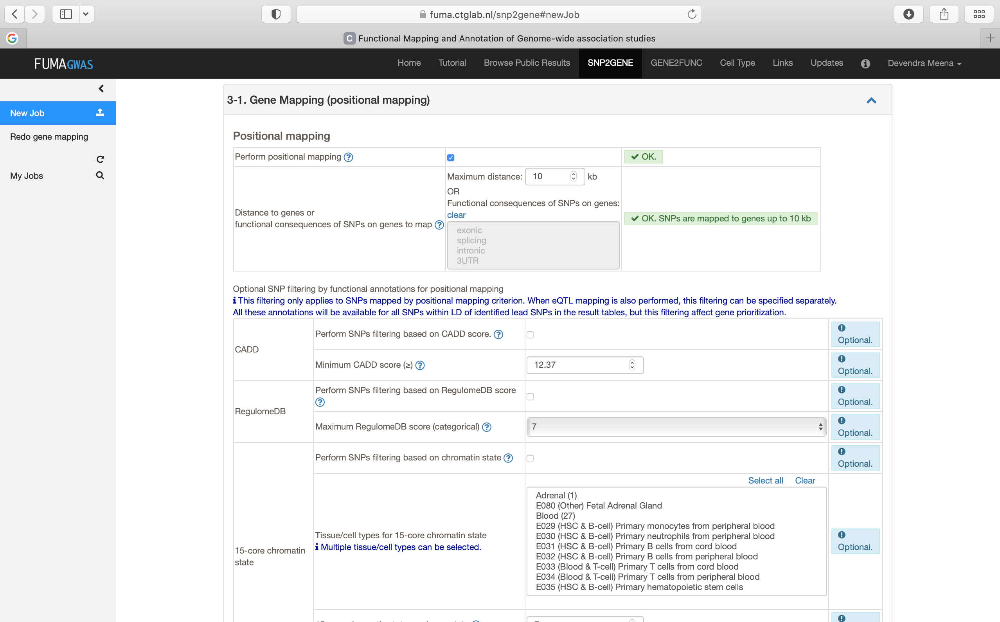 fuma.ctglab.nl/snp2gene#newJob
C Functional Mapping and Annotation of Genome-wide association studies
FUMAGWAS
Home Tutorial Browse Public Results SNP2GENE GENE2FUNC Cell Type Links Updates Devendra Meena
New Job
Redo gene mapping
My Jobs
3-1. Gene Mapping (positional mapping)
Positional mapping
Perform positional mapping
OK.
Distance to genes or
functional consequences of SNPs on genes to map
Maximum distance: 10 kb
OR
Functional consequences of SNPs on genes:
clear
exonic
splicing
intronic
3UTR
OK. SNPs are mapped to genes up to 10 kb
Optional SNP filtering by functional annotations for positional mapping
This filtering only applies to SNPs mapped by positional mapping criterion. When eQTL mapping is also performed, this filtering can be specified separately.
All these annotations will be available for all SNPs within LD of identified lead SNPs in the result tables, but this filtering affect gene prioritization.
CADD
Perform SNPs filtering based on CADD score.
Optional.
Minimum CADD score (≥)
12.37
Optional.
RegulomeDB
Perform SNPs filtering based on RegulomeDB score
Optional.
Maximum RegulomeDB score (categorical)
7
Optional.
15-core chromatin
state
Perform SNPs filtering based on chromatin state
Optional.
Tissue/cell types for 15-core chromatin state
Multiple tissue/cell types can be selected.
Select all Clear
Adrenal (1)
E080 (Other) Fetal Adrenal Gland
Blood (27)
E029 (HSC & B-cell) Primary monocytes from peripheral blood
E030 (HSC & B-cell) Primary neutrophils from peripheral blood
E031 (HSC & B-cell) Primary B cells from cord blood
E032 (HSC & B-cell) Primary B cells from peripheral blood
E033 (Blood & T-cell) Primary T cells from cord blood
E034 (Blood & T-cell) Primary T cells from peripheral blood
E035 (HSC & B-cell) Primary hematopoietic stem cells
Optional.